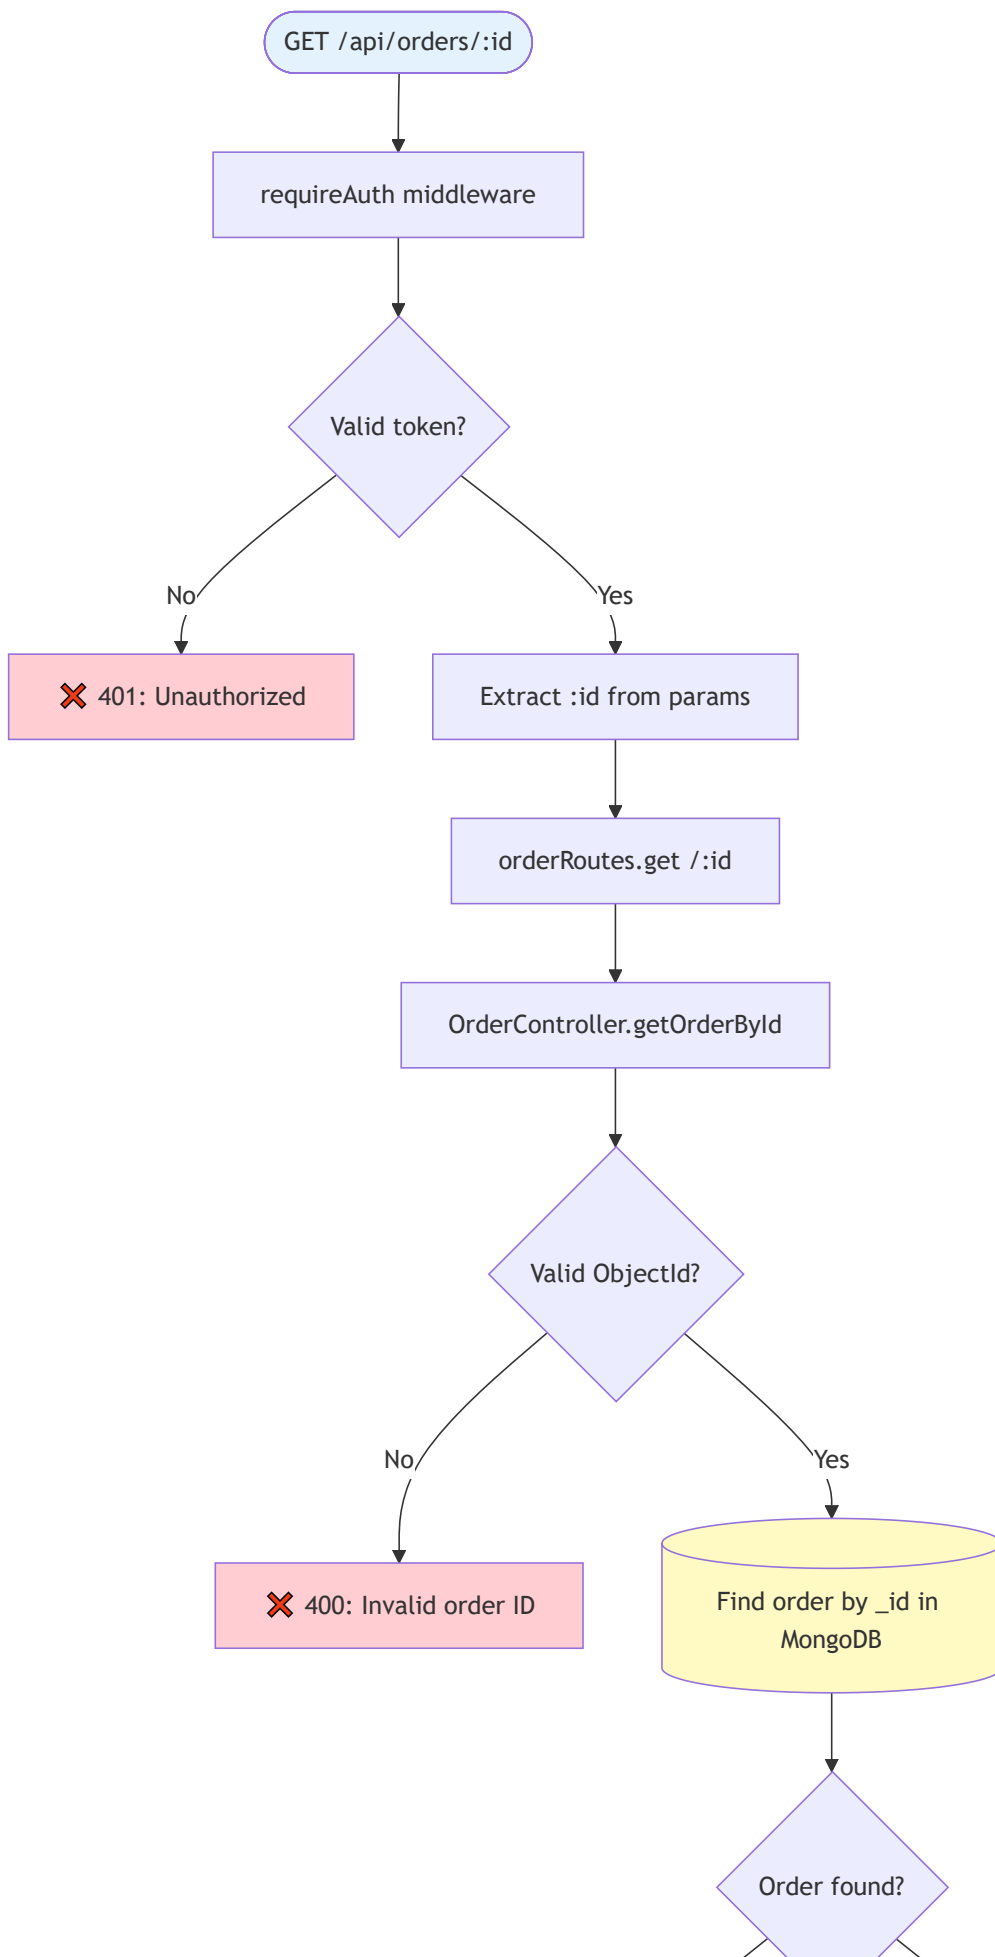 GET /api/orders/:id
requireAuth middleware
Valid token?
No
Yes
❌ 401: Unauthorized
Extract :id from params
orderRoutes.get /:id
OrderController.getOrderById
Valid ObjectId?
No
Yes
❌ 400: Invalid order ID
Find order by _id in
MongoDB
Order found?